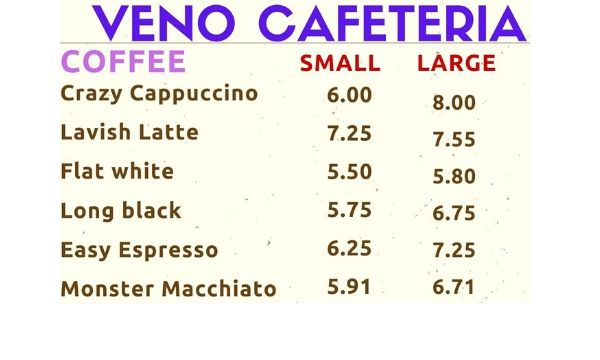 VENO CAFETERIA
COFFEE SMALL LARGE
Crazy Cappuccino 6.00 8.00
Lavish Latte 7.25 7.55
Flat white 5.50 5.80
Long black 5.75 6.75
Easy Espresso 6.25 7.25
Monster Macchiato 5.91 6.71